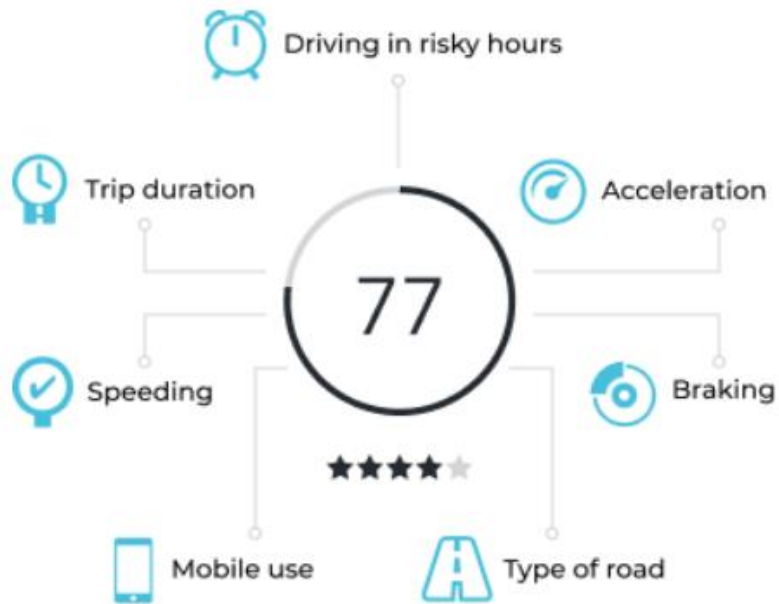 Driving in risky hours
Trip duration
Acceleration
77
Speeding
Braking
Mobile use
Type of road